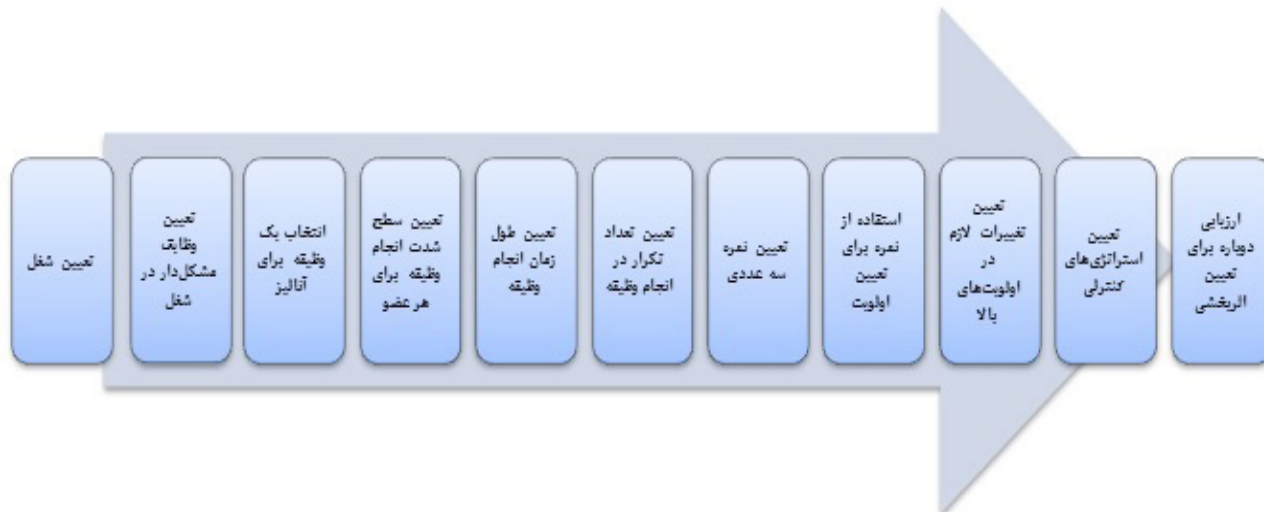 تعیین شغل
تعیین
وظایف
مشکل‌دار در
شغل
انتخاب یک
وظیفه برای
آنالیز
تعیین سطح
شدت انجام
وظیفه برای
هر عضو
تعیین طول
زمان انجام
وظیفه
تعیین تعداد
تکرار در
انجام وظیفه
تعیین نمره
سه عددی
استفاده از
نمره برای
تعیین
اولویت
تعیین
تغییرات لازم
در
اولویت‌های
بالا
تعیین
استراتژی‌های
کنترلی
ارزیابی
دوباره برای
تعیین
اثربخشی